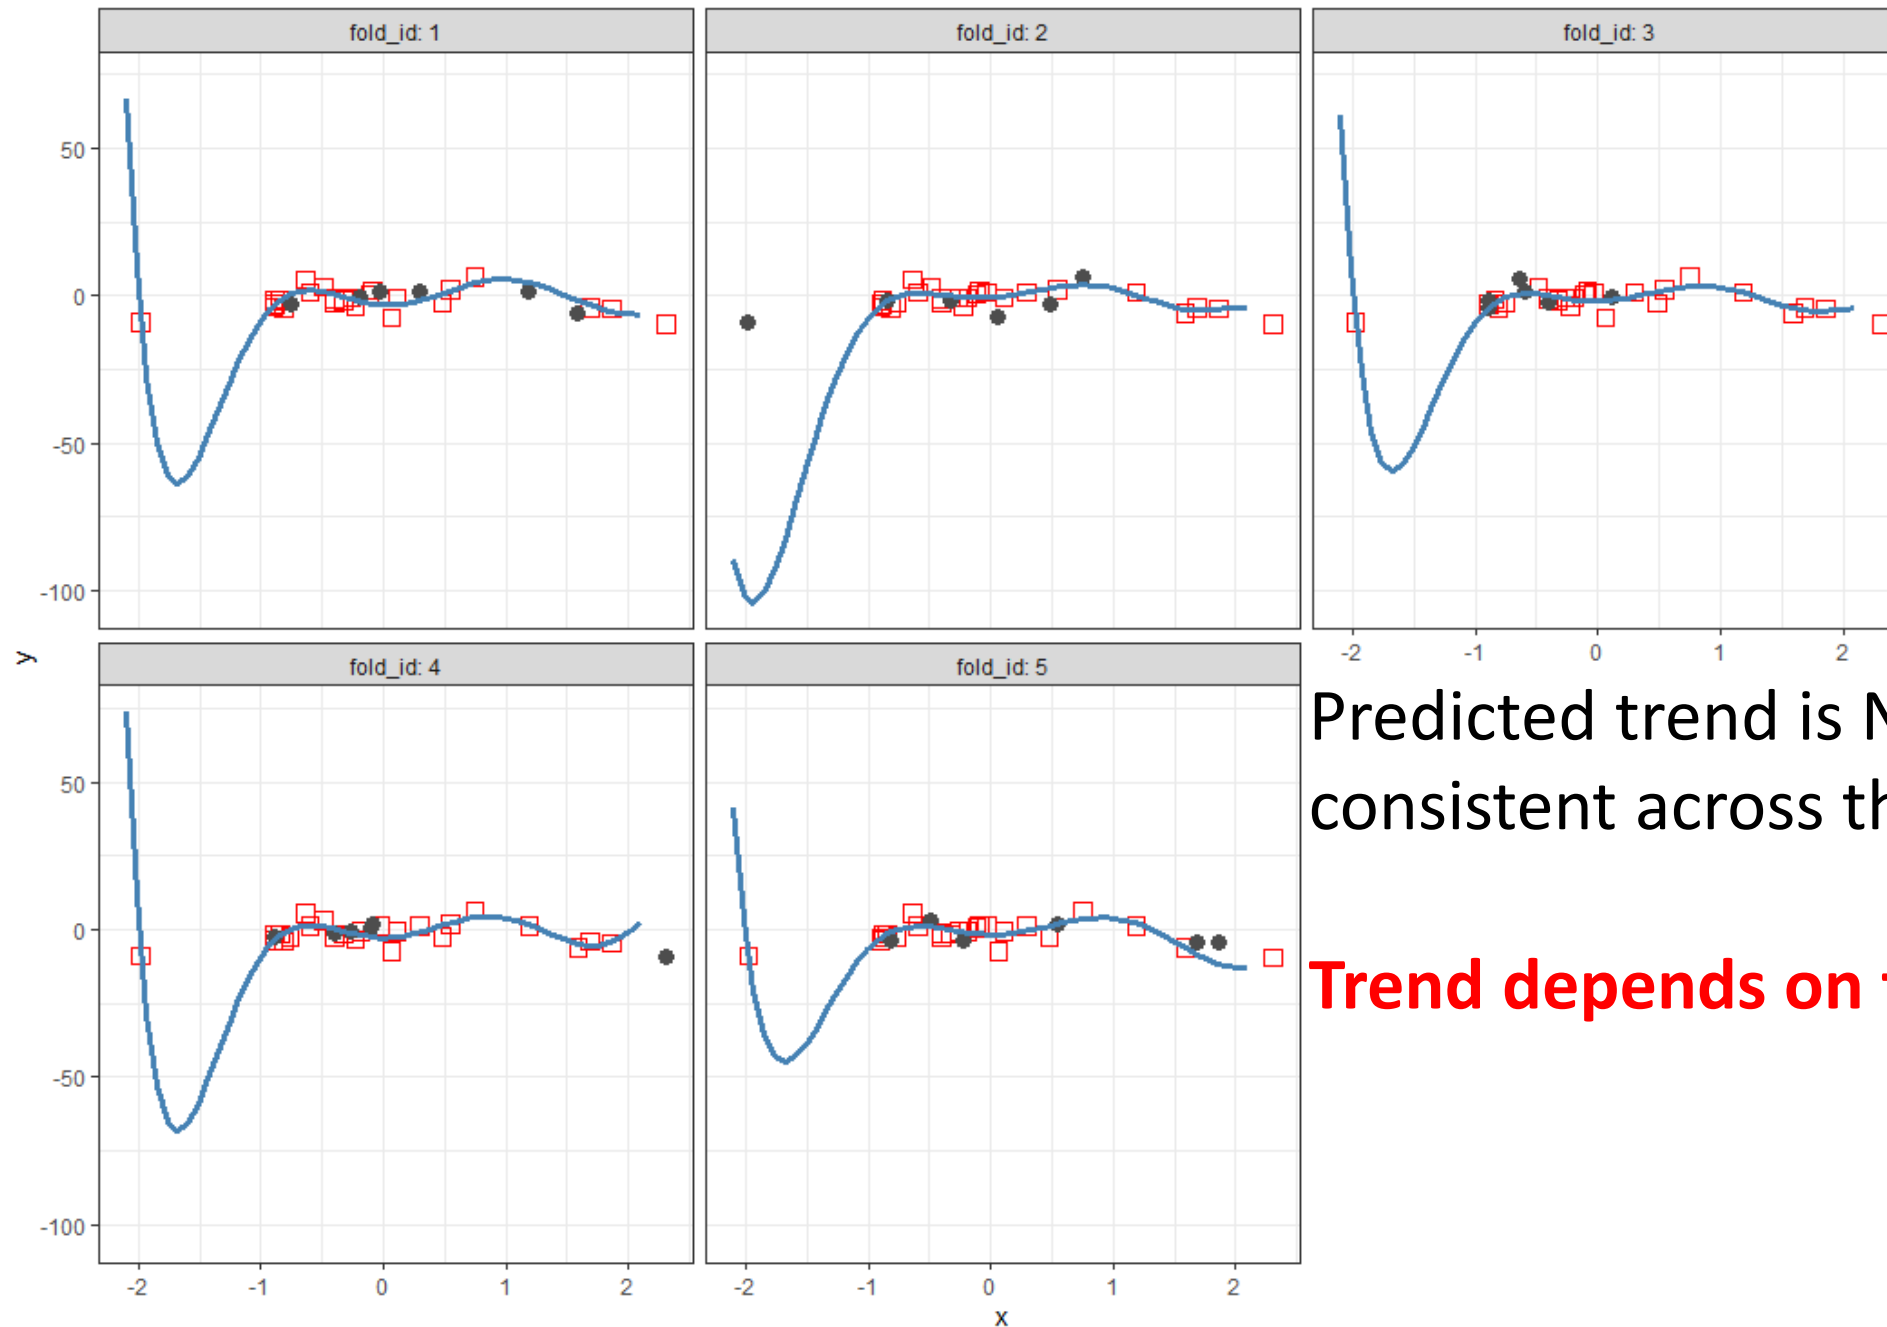 fold_id: 1
fold_id: 2
fold_id: 3
50
0
-50
-100
-2 -1 0 1 2
y
fold_id: 4
fold_id: 5
50
0
-50
-100
-2 -1 0 1 2
-2 -1 0 1 2
x
Predicted trend is
consistent across
Trend depends on